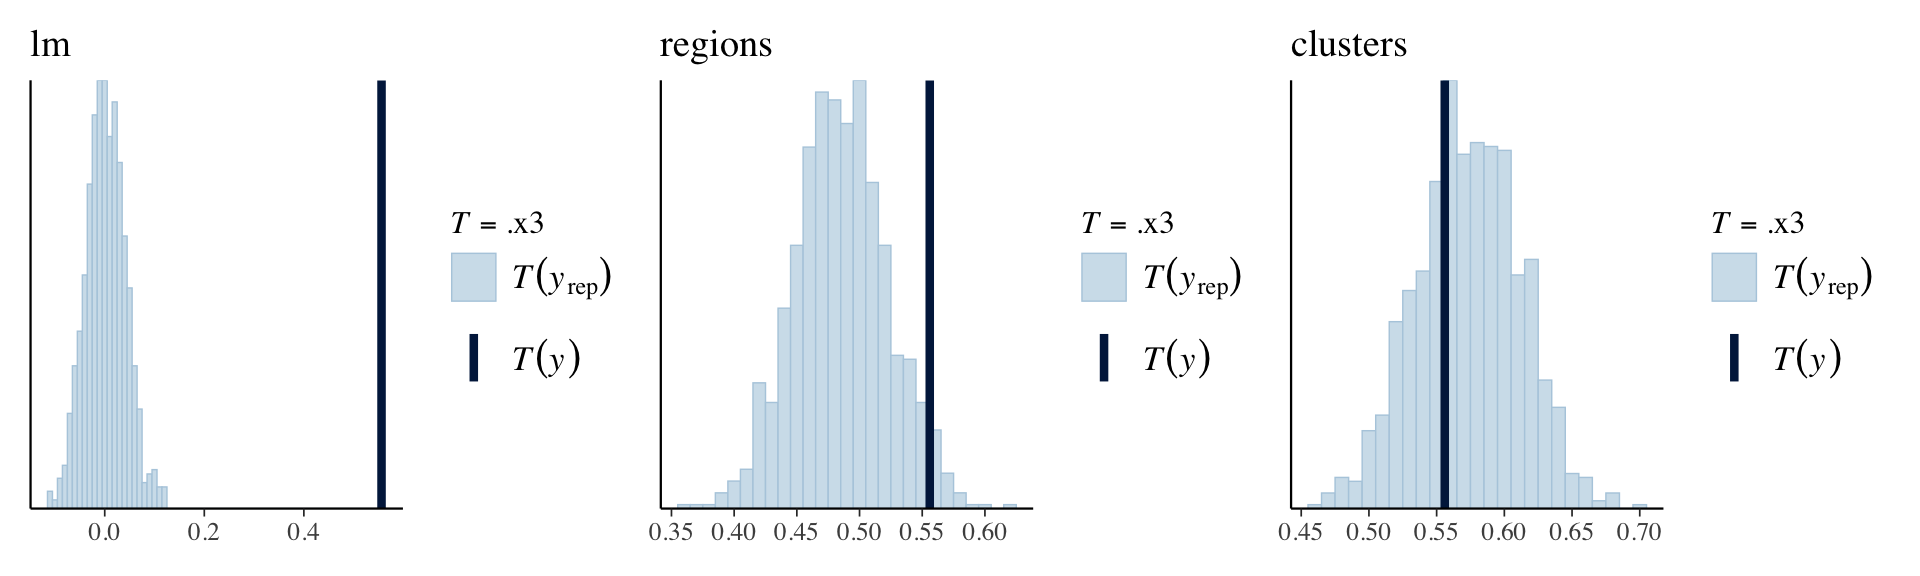 lm
T = .x3
T(yrep)
T(y)
0.0 0.2 0.4
regions
T = .x3
T(yrep)
T(y)
0.35 0.40 0.45 0.50 0.55 0.60
clusters
T = .x3
T(yrep)
T(y)
0.45 0.50 0.55 0.60 0.65 0.70